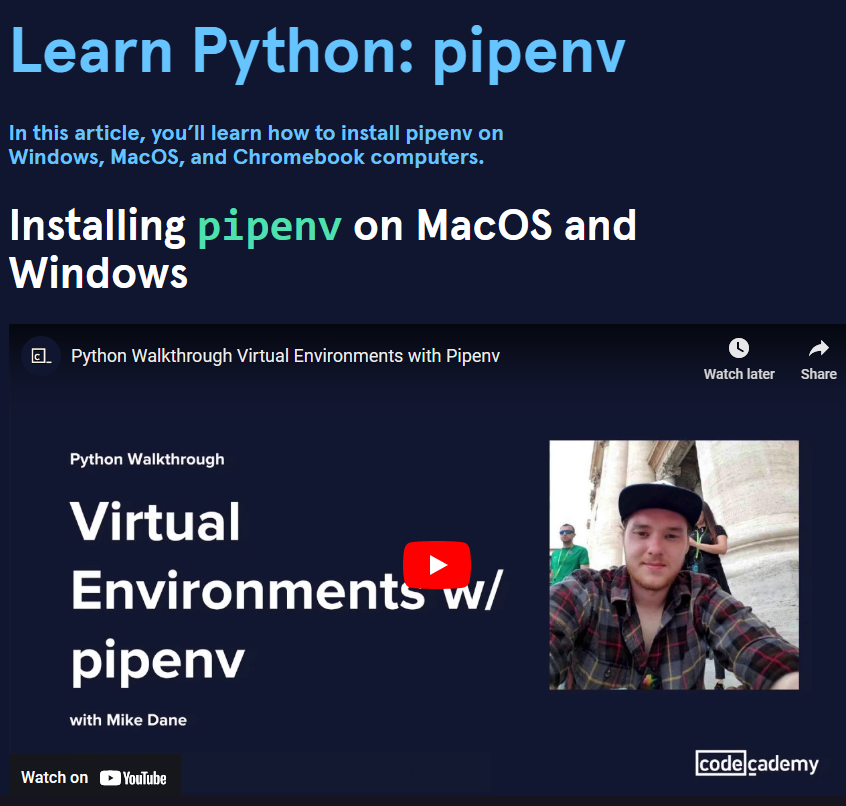 Learn Python: pipenv
In this article, you’ll learn how to install pipenv on
Windows, MacOS, and Chromebook computers.
Installing pipenv on MacOS and
Windows
c
Python Walkthrough Virtual Environments with Pipenv
Watch later
Share
Python Walkthrough
Virtual
Environments w/
pipenv
with Mike Dane
Watch on YouTube
codecademy